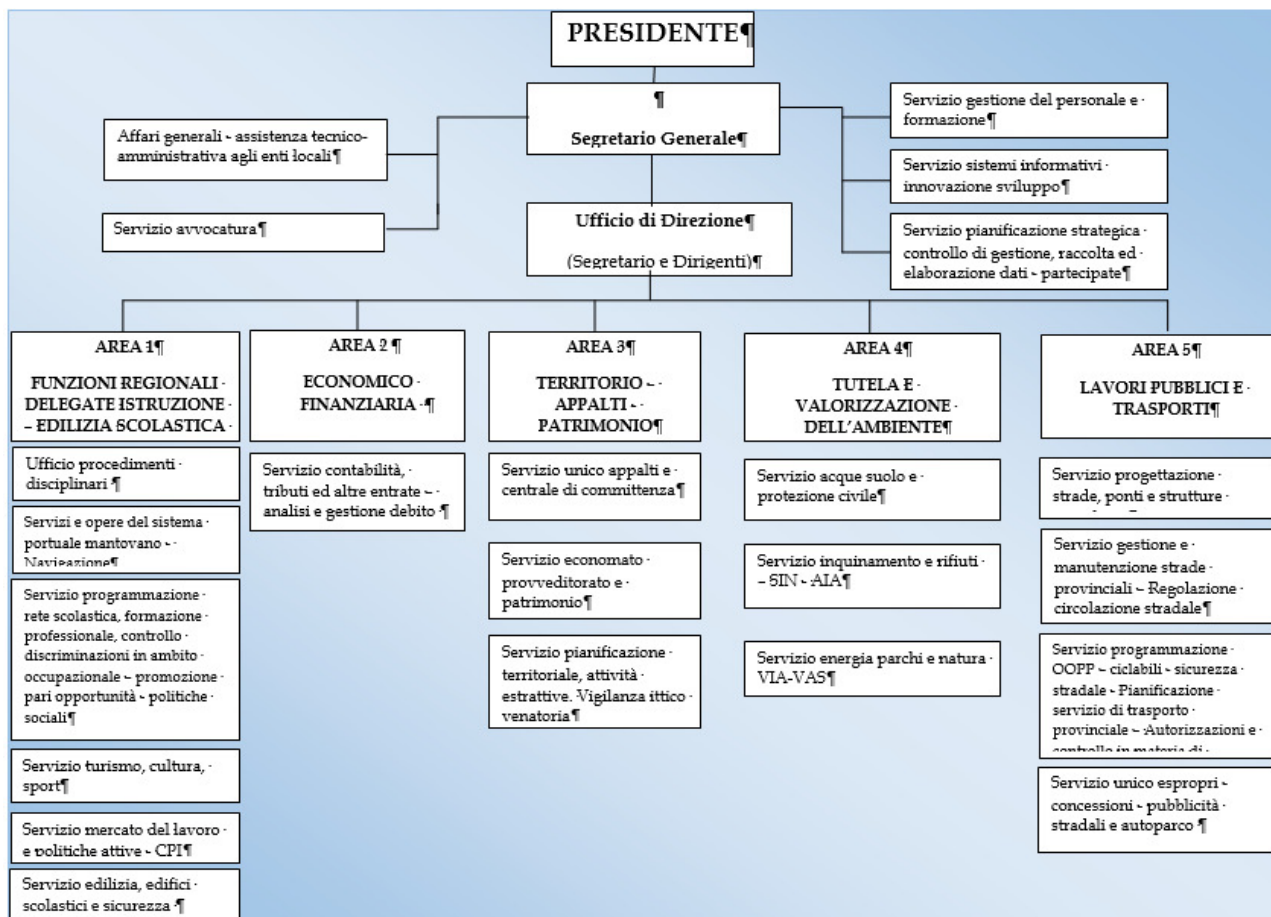 PRESIDENTE¶
¶
Segretario Generale¶
Affari generali - assistenza tecnico-
amministrativa agli enti locali¶
Servizio avvocatura¶
Servizio gestione del personale e ·
formazione¶
Servizio sistemi informativi ·
innovazione sviluppo¶
Servizio pianificazione strategica ·
controllo di gestione, raccolta ed ·
elaborazione dati - partecipate¶
Ufficio di Direzione¶
(Segretario e Dirigenti)¶
AREA 1¶
FUNZIONI REGIONALI ·
DELEGATE ISTRUZIONE ·
– EDILIZIA SCOLASTICA ·
Ufficio procedimenti ·
disciplinari ¶
Servizi e opere del sistema ·
portuale mantovano - ·
Navigazione¶
Servizio programmazione ·
rete scolastica, formazione ·
professionale, controllo ·
discriminazioni in ambito ·
occupazionale - promozione ·
pari opportunità - politiche ·
sociali¶
Servizio turismo, cultura, ·
sport¶
Servizio mercato del lavoro ·
e politiche attive - CPI¶
Servizio edilizia, edifici ·
scolastici e sicurezza ·¶
AREA 2 ¶
ECONOMICO ·
FINANZIARIA · ¶
Servizio contabilità, ·
tributi ed altre entrate - ·
analisi e gestione debito ·¶
AREA 3¶
TERRITORIO - ·
APPALTI - ·
PATRIMONIO¶
Servizio unico appalti e ·
centrale di committenza¶
Servizio economato ·
provveditorato e ·
patrimonio¶
Servizio pianificazione ·
territoriale, attività ·
estrattive. Vigilanza ittico ·
venatoria¶
AREA 4¶
TUTELA E ·
VALORIZZAZIONE ·
DELL’AMBIENTE¶
Servizio acque suolo e ·
protezione civile¶
Servizio inquinamento e rifiuti ·
– SIN - AIA¶
Servizio energia parchi e natura ·
VIA-VAS¶
AREA 5¶
LAVORI PUBBLICI E ·
TRASPORTI¶
Servizio progettazione ·
strade, ponti e strutture ·
Servizio gestione e ·
manutenzione strade ·
provinciali – Regolazione ·
circolazione stradale¶
Servizio programmazione ·
OOPP - ciclabili - sicurezza ·
stradale - Pianificazione ·
servizio di trasporto ·
provinciale - Autorizzazioni e ·
controllo in materia di ·
Servizio unico espropri - ·
concessioni - pubblicità ·
stradali e autoparco ¶